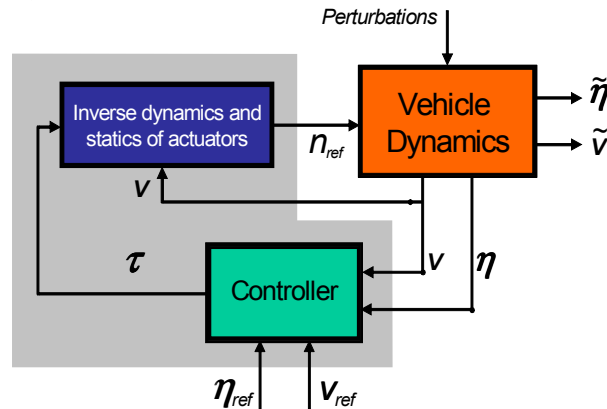 Perturbations
Inverse dynamics and
statics of actuators
n_ref
Vehicle
Dynamics
η̃
ṽ
v
τ
v
η
Controller
η_ref
v_ref